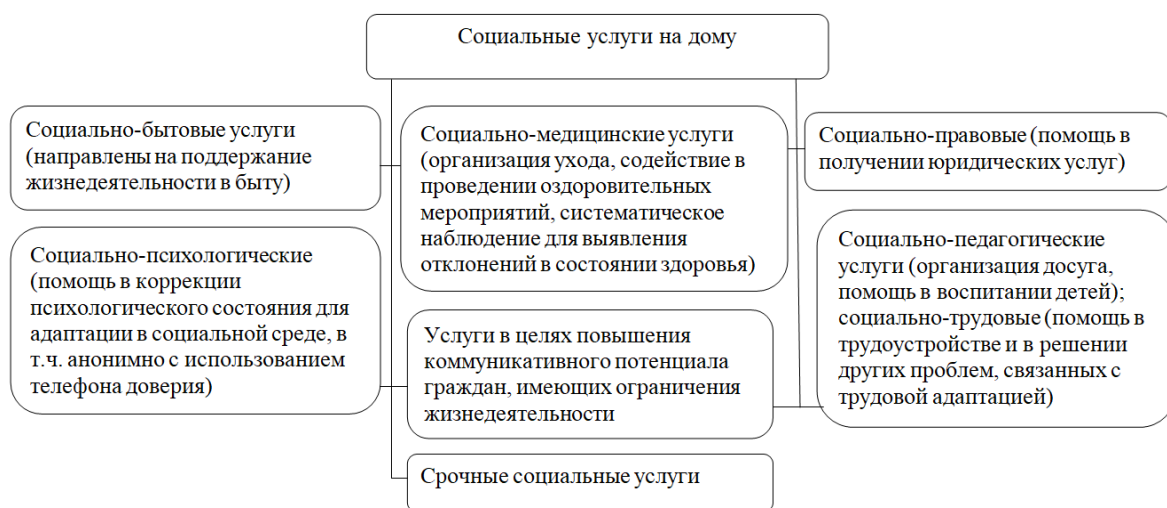 Социальные услуги на дому
Социально-бытовые услуги
(направлены на поддержание
жизнедеятельности в быту)
Социально-медицинские услуги
(организация ухода, содействие в
проведении оздоровительных
мероприятий, систематическое
наблюдение для выявления
отклонений в состоянии здоровья)
Социально-правовые (помощь в
получении юридических услуг)
Социально-психологические
(помощь в коррекции
психологического состояния для
адаптации в социальной среде, в
т.ч. анонимно с использованием
телефона доверия)
Услуги в целях повышения
коммуникативного потенциала
граждан, имеющих ограничения
жизнедеятельности
Социально-педагогические
услуги (организация досуга,
помощь в воспитании детей);
социально-трудовые (помощь в
трудоустройстве и в решении
других проблем, связанных с
трудовой адаптацией)
Срочные социальные услуги